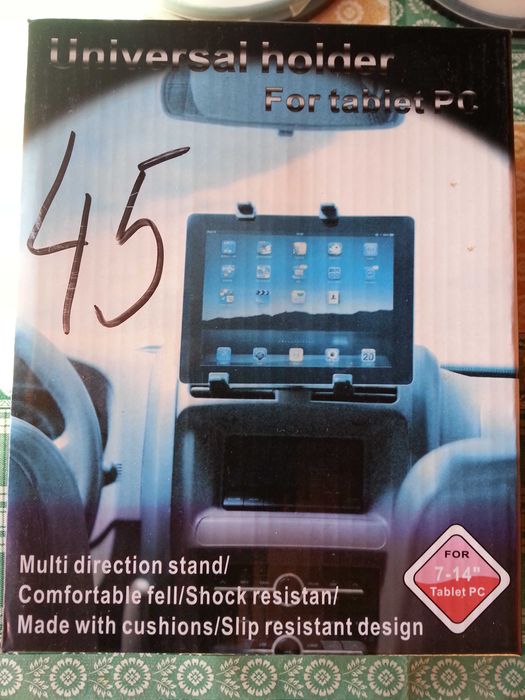 Universal holder
For tablet PC
45
20
Multi direction stand/
Comfortable fell/Shock resistan/
Made with cushions/Slip resistant design
FOR
7-14"
Tablet PC